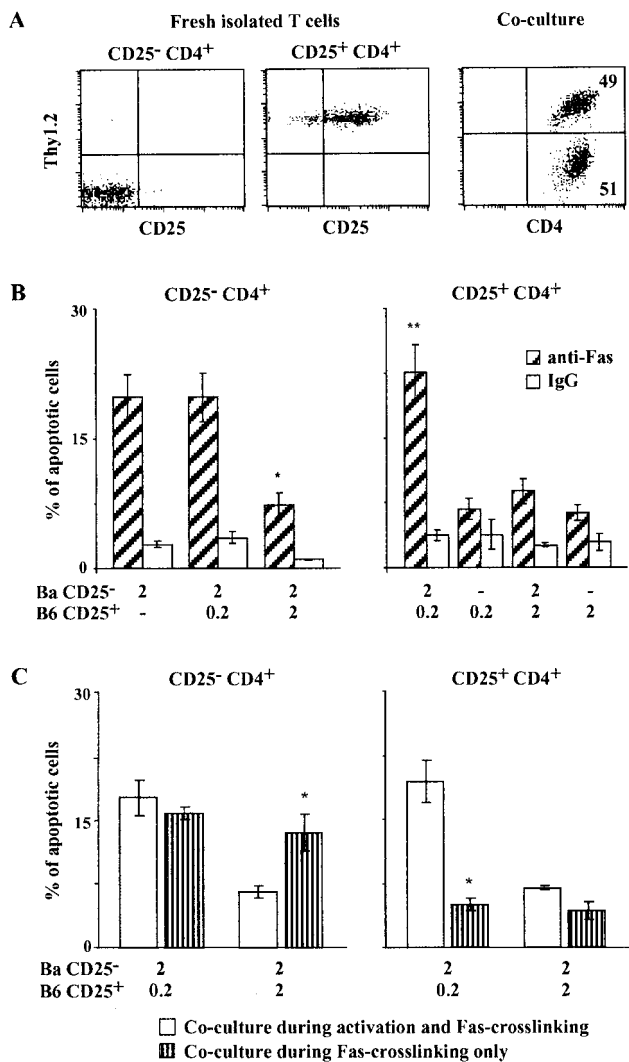 A
Fresh isolated T cells
Co-culture
CD25- CD4+
CD25+ CD4+
Thy1.2
49
51
CD25
CD25
CD4
B
CD25- CD4+
CD25+ CD4+
% of apoptotic cells
30
15
0
*
**
anti-Fas
IgG
Ba CD25- 2 2 2 2 - 2 -
B6 CD25+ - 0.2 2 0.2 0.2 2 2
C
CD25- CD4+
CD25+ CD4+
% of apoptotic cells
30
15
0
*
*
Ba CD25- 2 2 2 2
B6 CD25+ 0.2 2 0.2 2
Co-culture during activation and Fas-crosslinking
Co-culture during Fas-crosslinking only